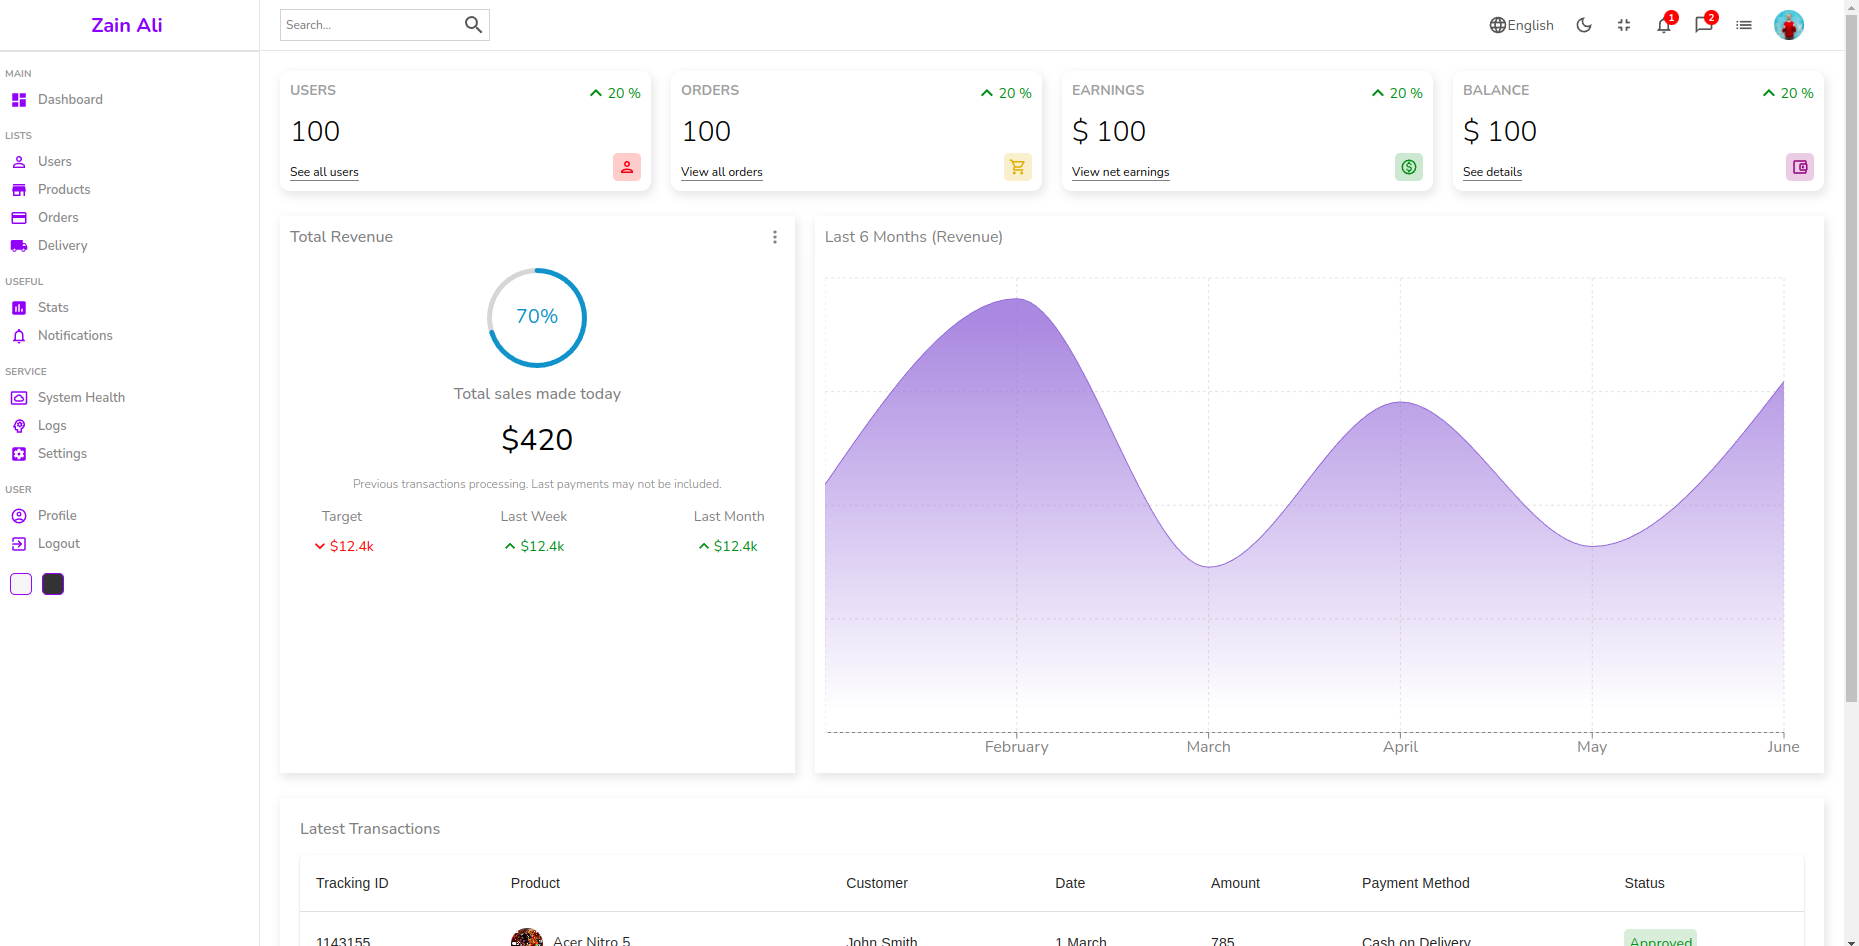 Zain Ali
Search...
English
1
2
MAIN
Dashboard
LISTS
Users
Products
Orders
Delivery
USEFUL
Stats
Notifications
SERVICE
System Health
Logs
Settings
USER
Profile
Logout
USERS
20 %
100
See all users
ORDERS
20 %
100
View all orders
EARNINGS
20 %
$ 100
View net earnings
BALANCE
20 %
$ 100
See details
Total Revenue
70%
Total sales made today
$420
Previous transactions processing. Last payments may not be included.
Target Last Week Last Month
$12.4k $12.4k $12.4k
Last 6 Months (Revenue)
February March April May June
Latest Transactions
Tracking ID Product Customer Date Amount Payment Method Status
1143155 Acer Nitro 5 John Smith 1 March 785 Cash on Delivery Approved